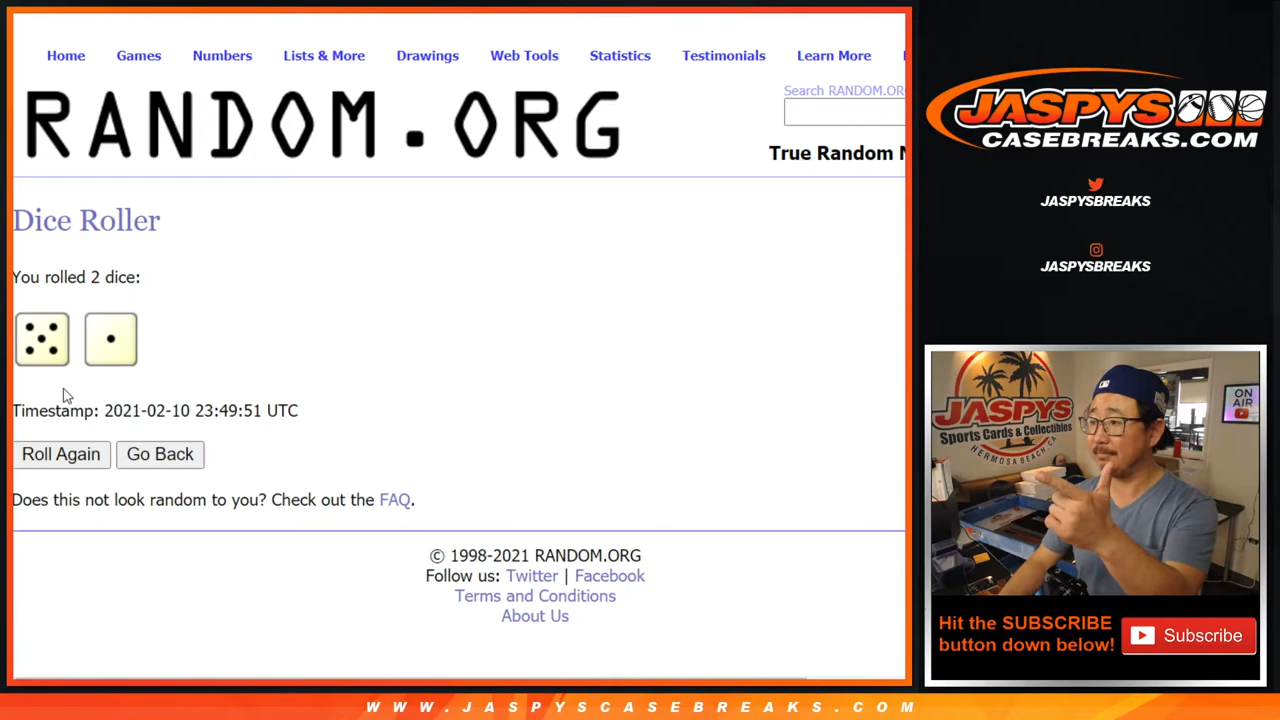 Home Games Numbers Lists & More Drawings Web Tools Statistics Testimonials Learn More
RANDOM.ORG
Search RANDOM.OR
True Random
Dice Roller
You rolled 2 dice:
Timestamp: 2021-02-10 23:49:51 UTC
Roll Again Go Back
Does this not look random to you? Check out the FAQ.
© 1998-2021 RANDOM.ORG
Follow us: Twitter | Facebook
Terms and Conditions
About Us
JASPYS
CASEBREAKS.COM
JASPYSBREAKS
JASPYSBREAKS
JASPYS
Sports Cards & Collectibles
HERMOSA BEACH CA
ON
AIR
Hit the SUBSCRIBE
button down below!
Subscribe
WWW.JASPYSCASEBREAKS.COM